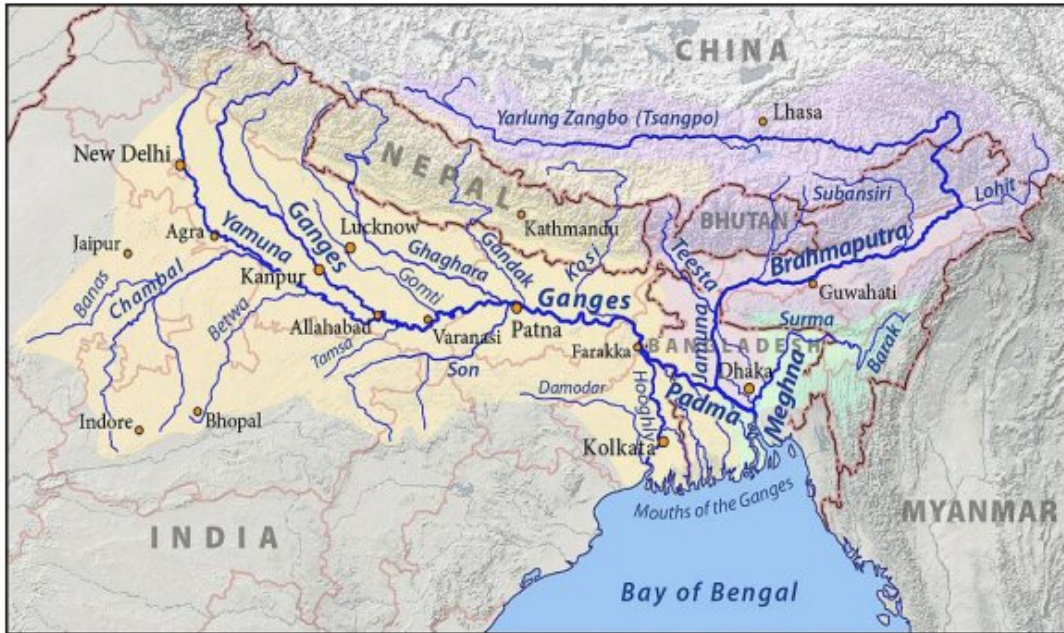 CHINA
Yarlung Zangbo (Tsangpo)
Lhasa
New Delhi
NEPAL
Subansiri
Lohit
BHUTAN
Jaipur
Agra
Yamuna
Ganges
Lucknow
Kathmandu
Brahmaputra
Banas
Chambal
Kanpur
Ghaghara
Gandak
Kosi
Teesta
Guwahati
Betwa
Gomti
Ganges
Surma
Allahabad
Varanasi
Patna
Farakka
BANGLADESH
Barak
Tamsa
Son
Jamuna
Dhaka
Meghna
Damodar
Hooghly
Padma
Indore
Bhopal
Kolkata
Mouths of the Ganges
INDIA
MYANMAR
Bay of Bengal